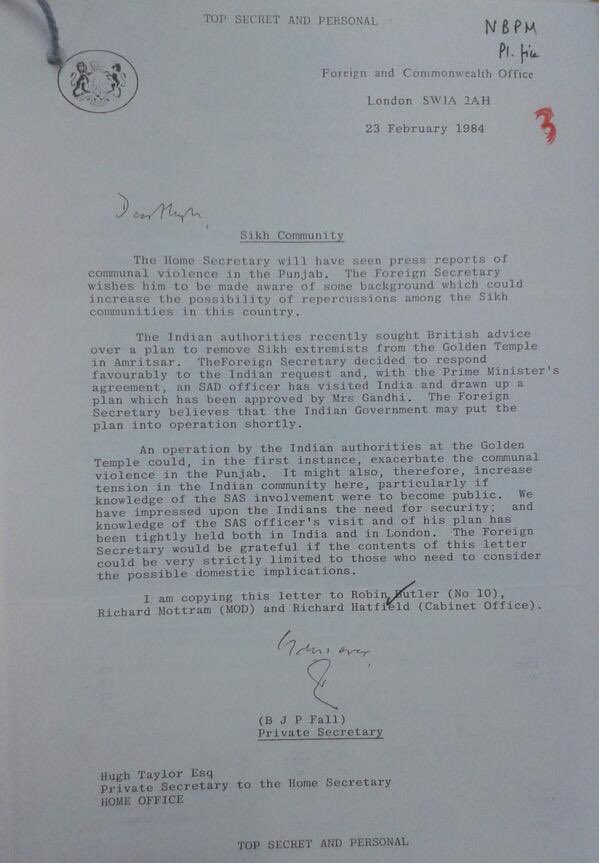 TOP SECRET AND PERSONAL
NBPM
Pl. file
Foreign and Commonwealth Office
London SW1A 2AH
23 February 1984
3
Dear Hugh,
Sikh Community
The Home Secretary will have seen press reports of
communal violence in the Punjab. The Foreign Secretary
wishes him to be made aware of some background which could
increase the possibility of repercussions among the Sikh
communities in this country.
The Indian authorities recently sought British advice
over a plan to remove Sikh extremists from the Golden Temple
in Amritsar. TheForeign Secretary decided to respond
favourably to the Indian request and, with the Prime Minister's
agreement, an SAD officer has visited India and drawn up a
plan which has been approved by Mrs Gandhi. The Foreign
Secretary believes that the Indian Government may put the
plan into operation shortly.
An operation by the Indian authorities at the Golden
Temple could, in the first instance, exacerbate the communal
violence in the Punjab. It might also, therefore, increase
tension in the Indian community here, particularly if
knowledge of the SAS involvement were to become public. We
have impressed upon the Indians the need for security; and
knowledge of the SAS officer's visit and of his plan has
been tightly held both in India and in London. The Foreign
Secretary would be grateful if the contents of this letter
could be very strictly limited to those who need to consider
the possible domestic implications.
I am copying this letter to Robin Butler (No 10),
Richard Mottram (MOD) and Richard Hatfield (Cabinet Office).
Yours ever,
(B J P Fall)
Private Secretary
Hugh Taylor Esq
Private Secretary to the Home Secretary
HOME OFFICE
TOP SECRET AND PERSONAL